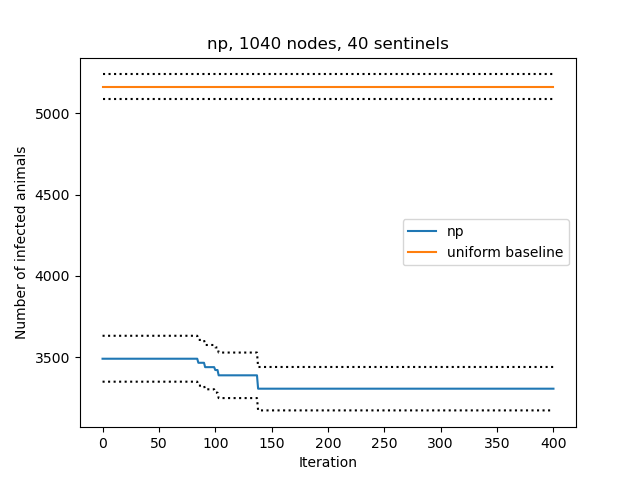 np, 1040 nodes, 40 sentinels
Number of infected animals
5000
4500
4000
3500
np
uniform baseline
0 50 100 150 200 250 300 350 400
Iteration